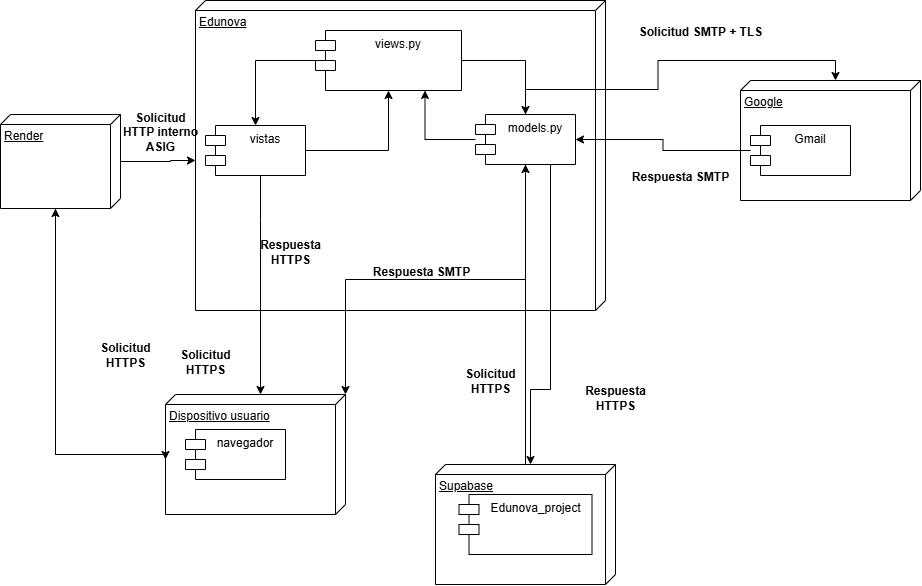 Edunova
views.py
Solicitud SMTP + TLS
Google
Gmail
Solicitud
HTTP interno
ASIG
Render
vistas
models.py
Respuesta SMTP
Respuesta
HTTPS
Respuesta SMTP
Solicitud
HTTPS
Solicitud
HTTPS
Solicitud
HTTPS
Respuesta
HTTPS
Dispositivo usuario
navegador
Supabase
Edunova_project